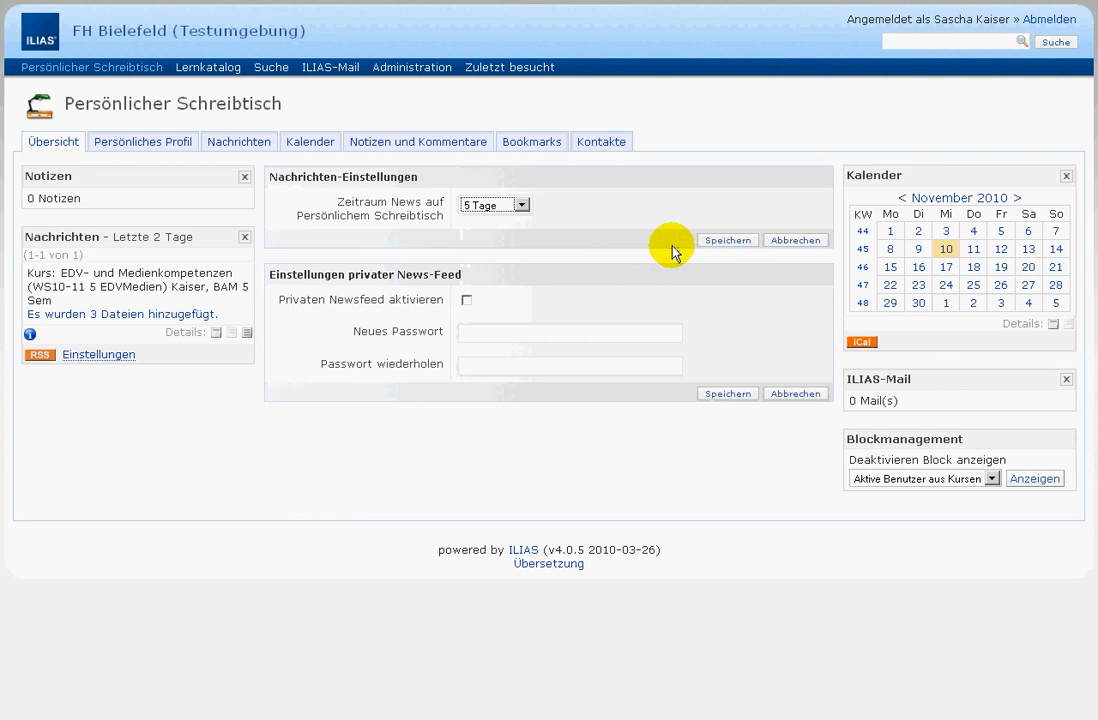 Angemeldet als Sascha Kaiser » Abmelden
ILIAS
FH Bielefeld (Testumgebung)
Suche
Persönlicher Schreibtisch Lernkatalog Suche ILIAS-Mail Administration Zuletzt besucht
Persönlicher Schreibtisch
Übersicht Persönliches Profil Nachrichten Kalender Notizen und Kommentare Bookmarks Kontakte
Notizen
0 Notizen
Nachrichten - Letzte 2 Tage
(1-1 von 1)
Kurs: EDV- und Medienkompetenzen
(WS10-11 5 EDVMedien) Kaiser, BAM 5
Sem
Es wurden 3 Dateien hinzugefügt.
Details:
RSS Einstellungen
Nachrichten-Einstellungen
Zeitraum News auf
Persönlichem Schreibtisch
5 Tage
Speichern Abbrechen
Einstellungen privater News-Feed
Privaten Newsfeed aktivieren
Neues Passwort
Passwort wiederholen
Speichern Abbrechen
Kalender
< November 2010 >
KW Mo Di Mi Do Fr Sa So
44 1 2 3 4 5 6 7
45 8 9 10 11 12 13 14
46 15 16 17 18 19 20 21
47 22 23 24 25 26 27 28
48 29 30 1 2 3 4 5
Details:
iCal
ILIAS-Mail
0 Mail(s)
Blockmanagement
Deaktivieren Block anzeigen
Aktive Benutzer aus Kursen Anzeigen
powered by ILIAS (v4.0.5 2010-03-26)
Übersetzung